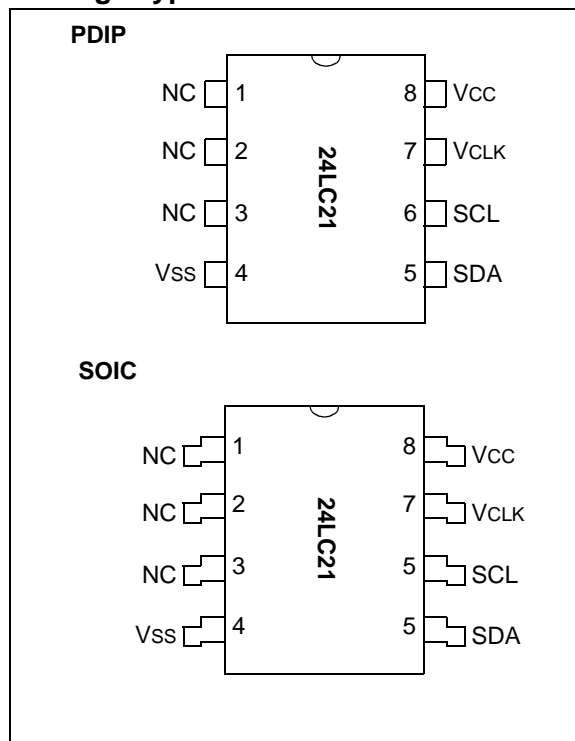 PDIP
NC 1 8 VCC
NC 2 7 VCLK
NC 3 6 SCL
VSS 4 5 SDA
24LC21
SOIC
NC 1 8 VCC
NC 2 7 VCLK
NC 3 5 SCL
VSS 4 5 SDA
24LC21